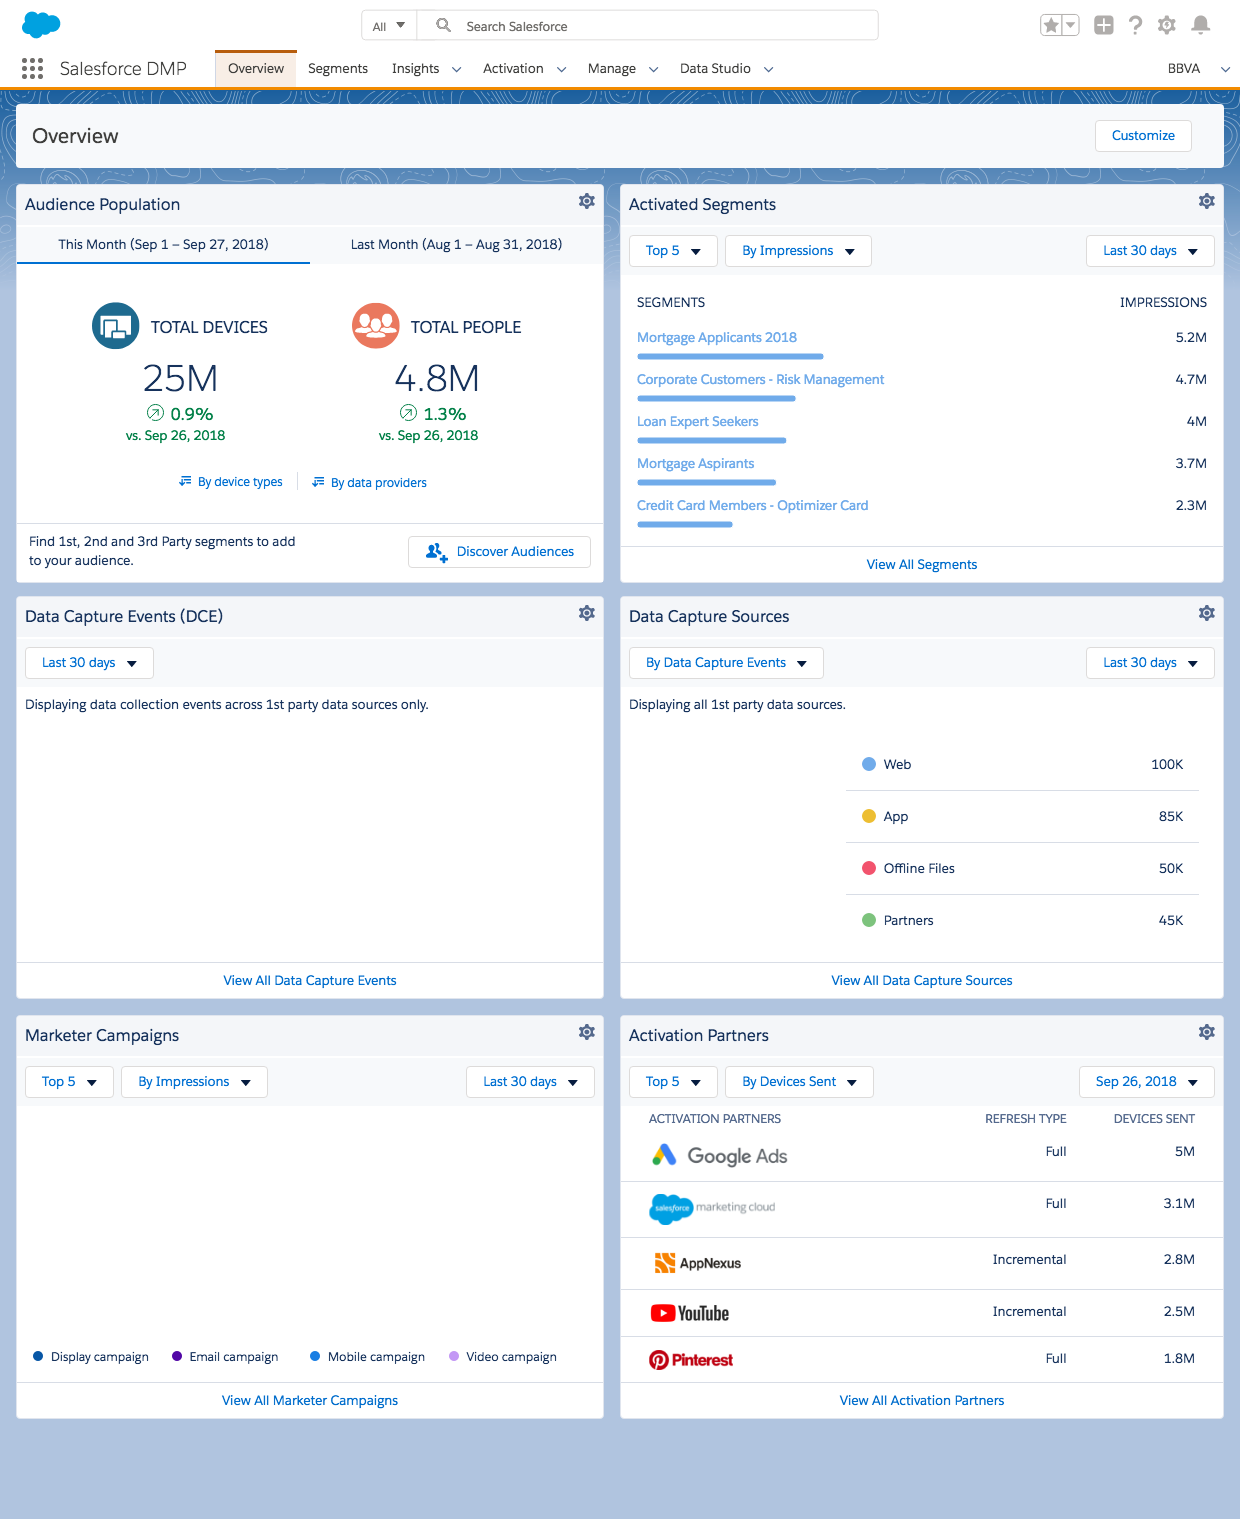 All
Search Salesforce
Salesforce DMP
Overview
Segments
Insights
Activation
Manage
Data Studio
BBVA
Overview
Customize
Audience Population
This Month (Sep 1 – Sep 27, 2018)
Last Month (Aug 1 – Aug 31, 2018)
TOTAL DEVICES
25M
0.9%
vs. Sep 26, 2018
TOTAL PEOPLE
4.8M
1.3%
vs. Sep 26, 2018
By device types
By data providers
Find 1st, 2nd and 3rd Party segments to add
to your audience.
Discover Audiences
Activated Segments
Top 5
By Impressions
Last 30 days
SEGMENTS IMPRESSIONS
Mortgage Applicants 2018 5.2M
Corporate Customers - Risk Management 4.7M
Loan Expert Seekers 4M
Mortgage Aspirants 3.7M
Credit Card Members - Optimizer Card 2.3M
View All Segments
Data Capture Events (DCE)
Last 30 days
Displaying data collection events across 1st party data sources only.
View All Data Capture Events
Data Capture Sources
By Data Capture Events
Last 30 days
Displaying all 1st party data sources.
Web 100K
App 85K
Offline Files 50K
Partners 45K
View All Data Capture Sources
Marketer Campaigns
Top 5
By Impressions
Last 30 days
Display campaign
Email campaign
Mobile campaign
Video campaign
View All Marketer Campaigns
Activation Partners
Top 5
By Devices Sent
Sep 26, 2018
ACTIVATION PARTNERS REFRESH TYPE DEVICES SENT
Google Ads Full 5M
salesforce marketing cloud Full 3.1M
AppNexus Incremental 2.8M
YouTube Incremental 2.5M
Pinterest Full 1.8M
View All Activation Partners